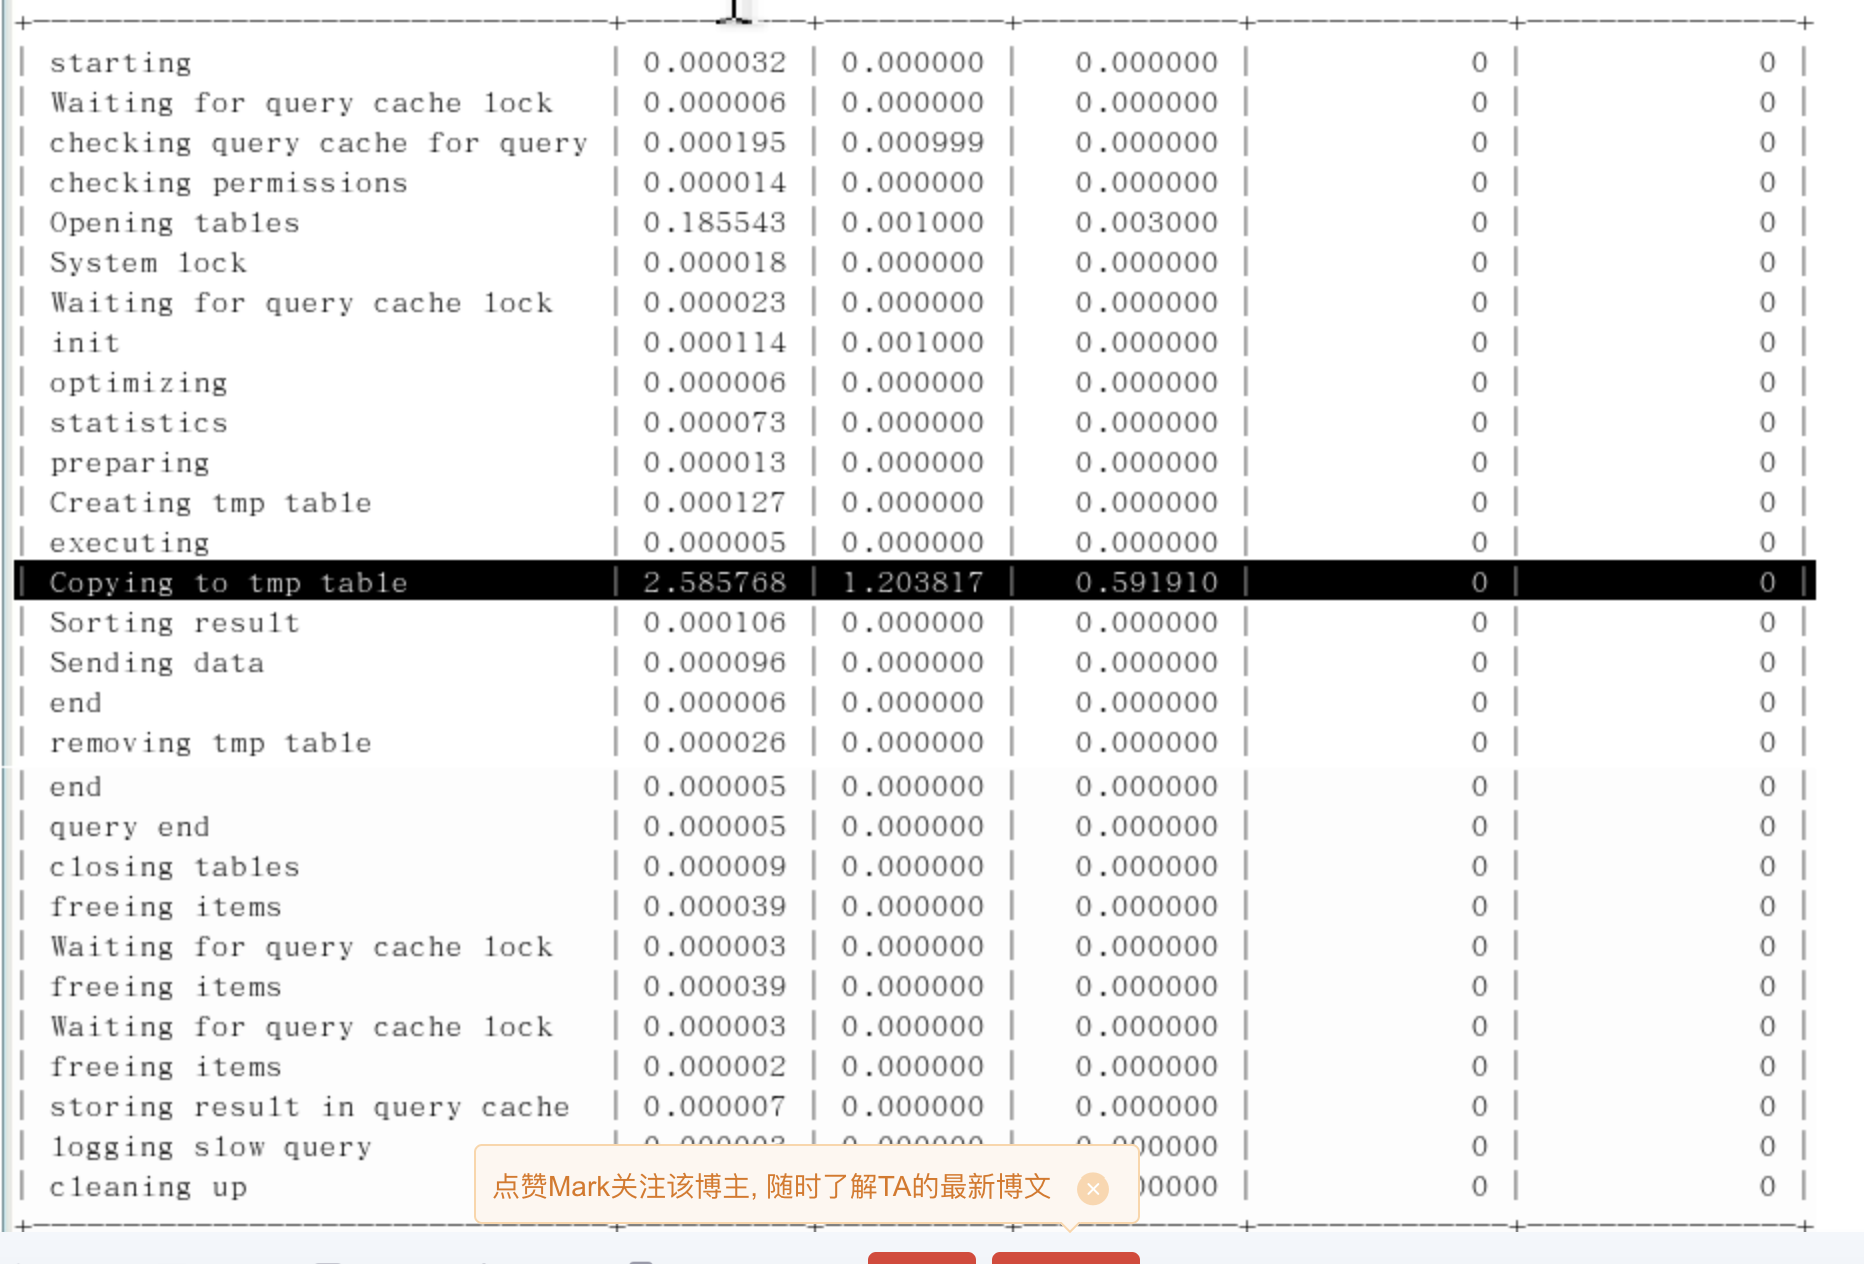 +---------------------------+----------+----------+------------+--------------+---------------+
| starting | 0.000032 | 0.000000 | 0.000000 | 0 | 0 |
| Waiting for query cache lock | 0.000006 | 0.000000 | 0.000000 | 0 | 0 |
| checking query cache for query | 0.000195 | 0.000999 | 0.000000 | 0 | 0 |
| checking permissions | 0.000014 | 0.000000 | 0.000000 | 0 | 0 |
| Opening tables | 0.185543 | 0.001000 | 0.003000 | 0 | 0 |
| System lock | 0.000018 | 0.000000 | 0.000000 | 0 | 0 |
| Waiting for query cache lock | 0.000023 | 0.000000 | 0.000000 | 0 | 0 |
| init | 0.000114 | 0.001000 | 0.000000 | 0 | 0 |
| optimizing | 0.000006 | 0.000000 | 0.000000 | 0 | 0 |
| statistics | 0.000073 | 0.000000 | 0.000000 | 0 | 0 |
| preparing | 0.000013 | 0.000000 | 0.000000 | 0 | 0 |
| Creating tmp table | 0.000127 | 0.000000 | 0.000000 | 0 | 0 |
| executing | 0.000005 | 0.000000 | 0.000000 | 0 | 0 |
| Copying to tmp table | 2.585768 | 1.203817 | 0.591910 | 0 | 0 |
| Sorting result | 0.000106 | 0.000000 | 0.000000 | 0 | 0 |
| Sending data | 0.000096 | 0.000000 | 0.000000 | 0 | 0 |
| end | 0.000006 | 0.000000 | 0.000000 | 0 | 0 |
| removing tmp table | 0.000026 | 0.000000 | 0.000000 | 0 | 0 |
| end | 0.000005 | 0.000000 | 0.000000 | 0 | 0 |
| query end | 0.000005 | 0.000000 | 0.000000 | 0 | 0 |
| closing tables | 0.000009 | 0.000000 | 0.000000 | 0 | 0 |
| freeing items | 0.000039 | 0.000000 | 0.000000 | 0 | 0 |
| Waiting for query cache lock | 0.000003 | 0.000000 | 0.000000 | 0 | 0 |
| freeing items | 0.000039 | 0.000000 | 0.000000 | 0 | 0 |
| Waiting for query cache lock | 0.000003 | 0.000000 | 0.000000 | 0 | 0 |
| freeing items | 0.000002 | 0.000000 | 0.000000 | 0 | 0 |
| storing result in query cache | 0.000007 | 0.000000 | 0.000000 | 0 | 0 |
| logging slow query | 0 | 0 |
| cleaning up | 0 | 0 |
点赞Mark关注该博主, 随时了解TA的最新博文